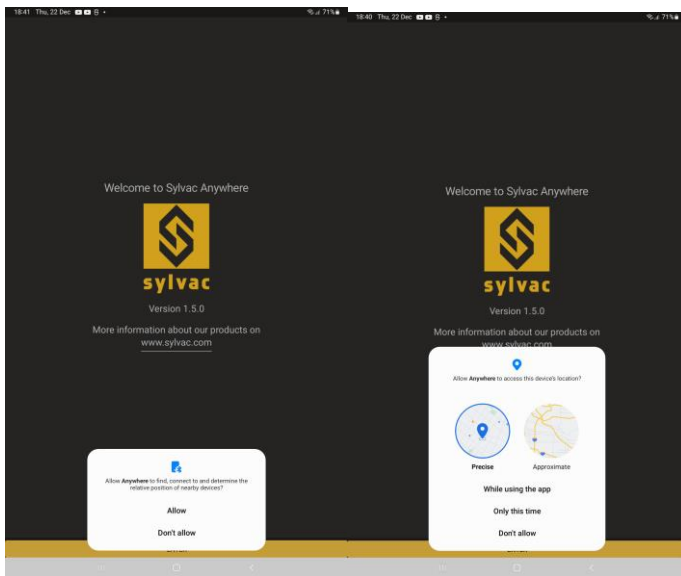 18:41 Thu, 22 Dec
71%
Welcome to Sylvac Anywhere
sylvac
Version 1.5.0
More information about our products on
www.sylvac.com
Allow Anywhere to find, connect to and determine the
relative position of nearby devices?
Allow
Don't allow
18:40 Thu, 22 Dec
71%
Welcome to Sylvac Anywhere
sylvac
Version 1.5.0
More information about our products on
www.sylvac.com
Allow Anywhere to access this device's location?
Precise
Approximate
While using the app
Only this time
Don't allow